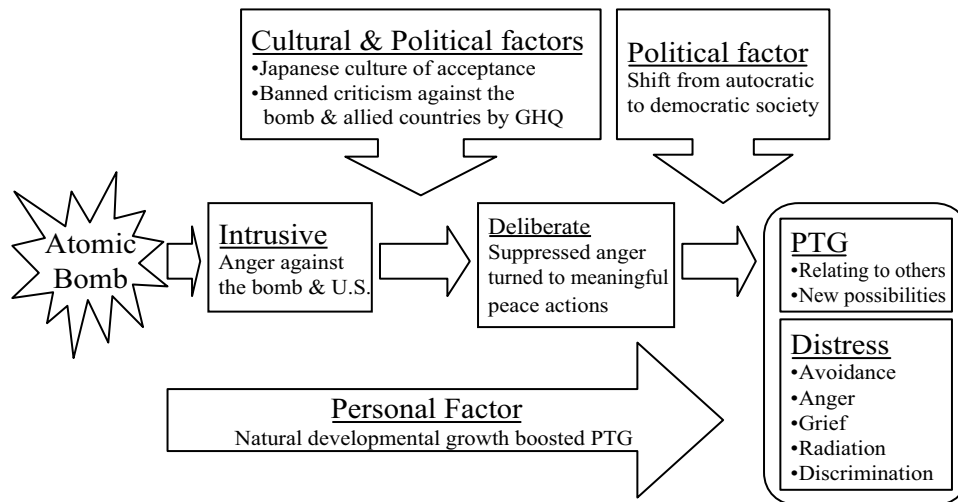 Cultural & Political factors
•Japanese culture of acceptance
•Banned criticism against the
bomb & allied countries by GHQ
Political factor
Shift from autocratic
to democratic society
Atomic
Bomb
Intrusive
Anger against
the bomb & U.S.
Deliberate
Suppressed anger
turned to meaningful
peace actions
PTG
•Relating to others
•New possibilities
Distress
•Avoidance
•Anger
•Grief
•Radiation
•Discrimination
Personal Factor
Natural developmental growth boosted PTG